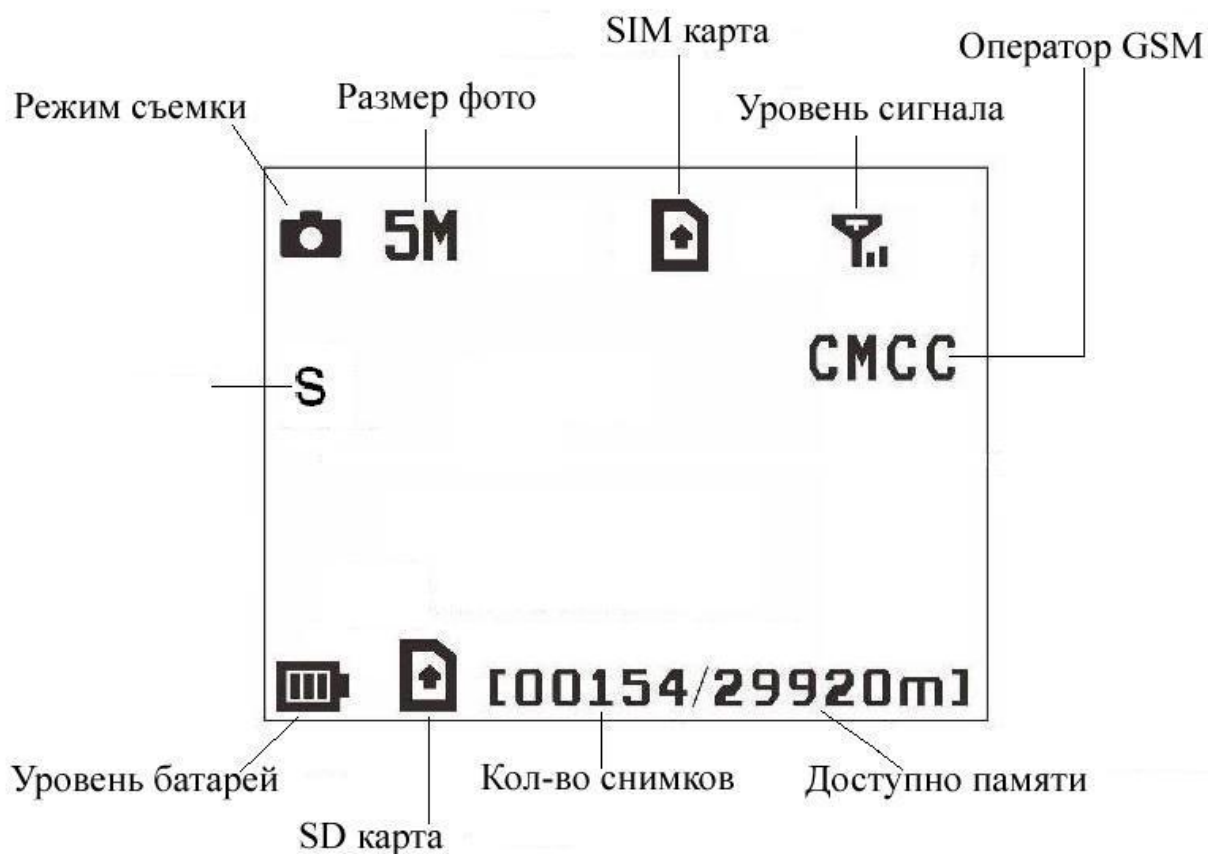 SIM карта
Оператор GSM
Режим съемки
Размер фото
Уровень сигнала
5M
CMCC
S
[00154/29920m]
Уровень батарей
Кол-во снимков
Доступно памяти
SD карта